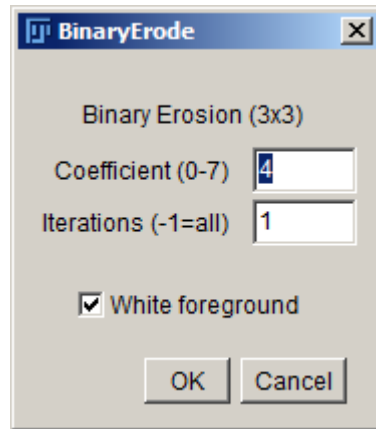 BinaryErode
Binary Erosion (3x3)
Coefficient (0-7) 4
Iterations (-1=all) 1
White foreground
OK Cancel